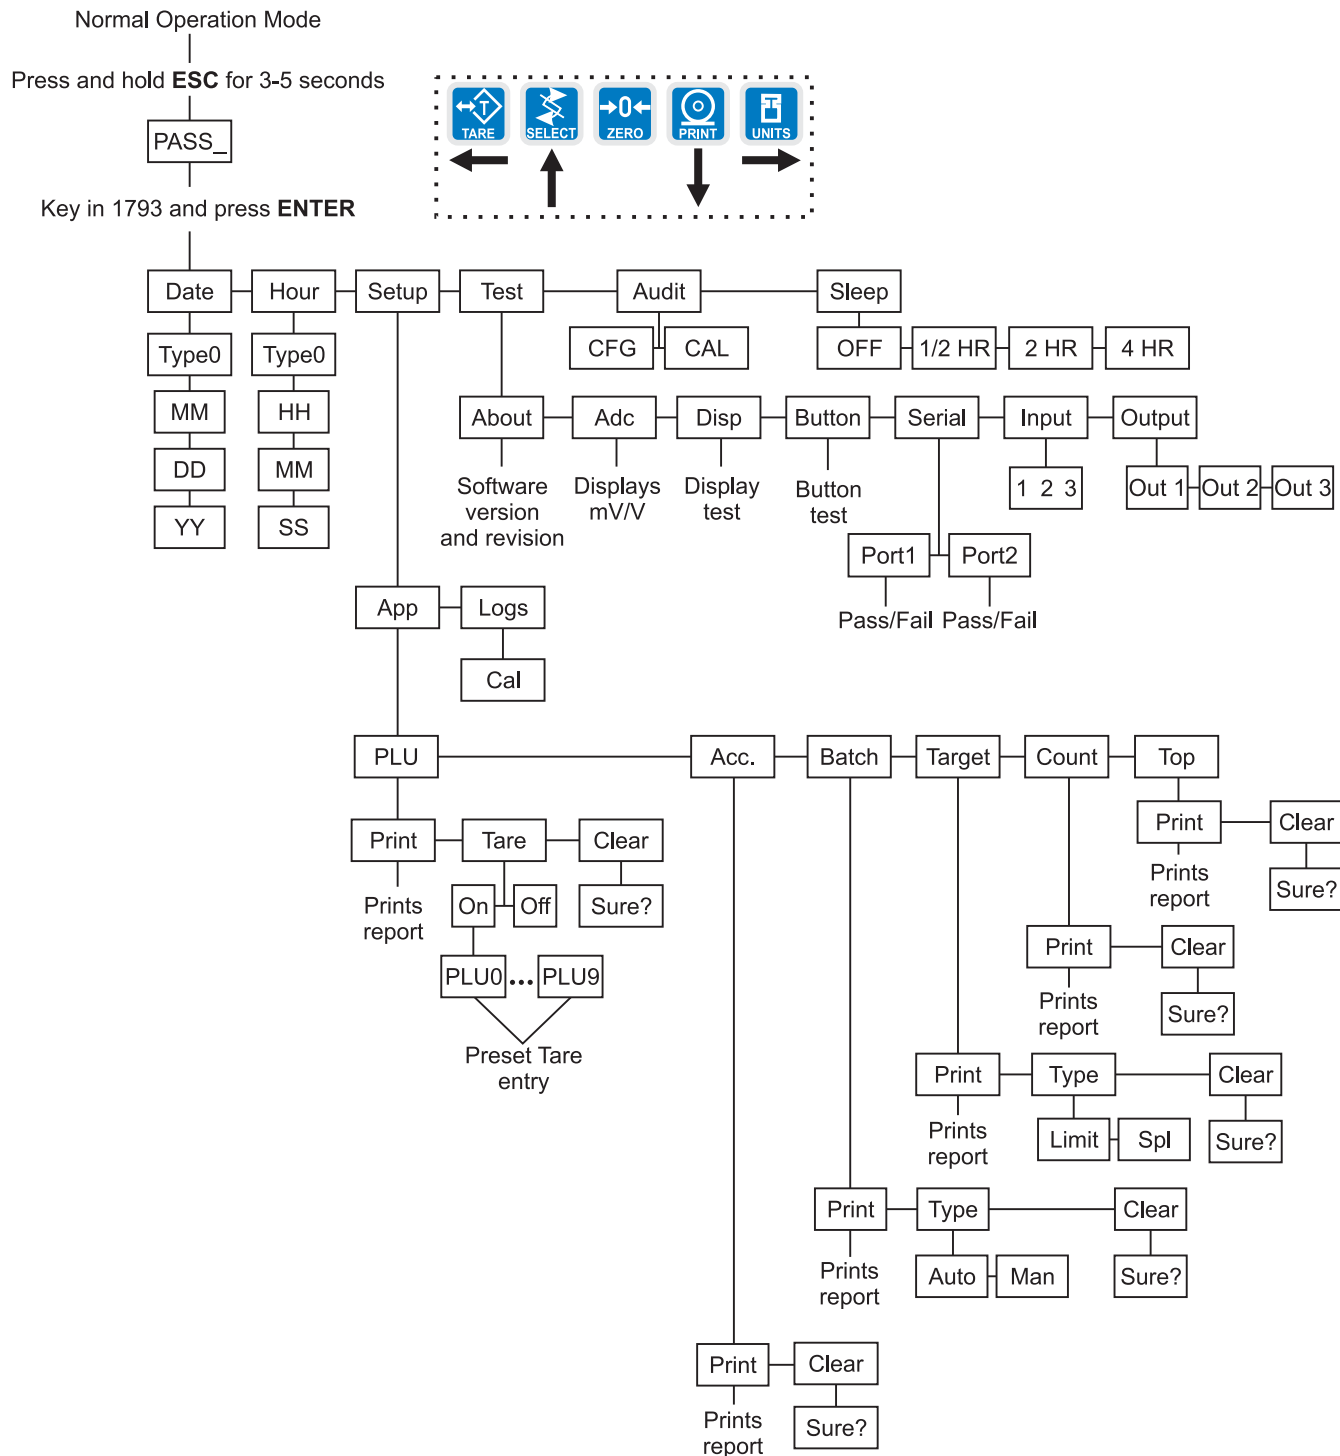 Normal Operation Mode
Press and hold ESC for 3-5 seconds
PASS_
Key in 1793 and press ENTER
T
TARE
SELECT
0
ZERO
PRINT
UNITS
Date
Hour
Setup
Test
Audit
Sleep
Type0
Type0
CFG
CAL
OFF
1/2 HR
2 HR
4 HR
MM
HH
DD
MM
YY
SS
About
Adc
Disp
Button
Serial
Input
Output
Software
version
and revision
Displays
mV/V
Display
test
Button
test
1 2 3
Out 1
Out 2
Out 3
Port1
Port2
Pass/Fail
Pass/Fail
App
Logs
Cal
PLU
Acc.
Batch
Target
Count
Top
Print
Tare
Clear
Prints
report
On
Off
Sure?
PLU0
...
PLU9
Preset Tare
entry
Print
Clear
Prints
report
Sure?
Print
Clear
Prints
report
Sure?
Print
Type
Clear
Prints
report
Limit
Spl
Sure?
Print
Type
Clear
Prints
report
Auto
Man
Sure?
Print
Clear
Prints
report
Sure?